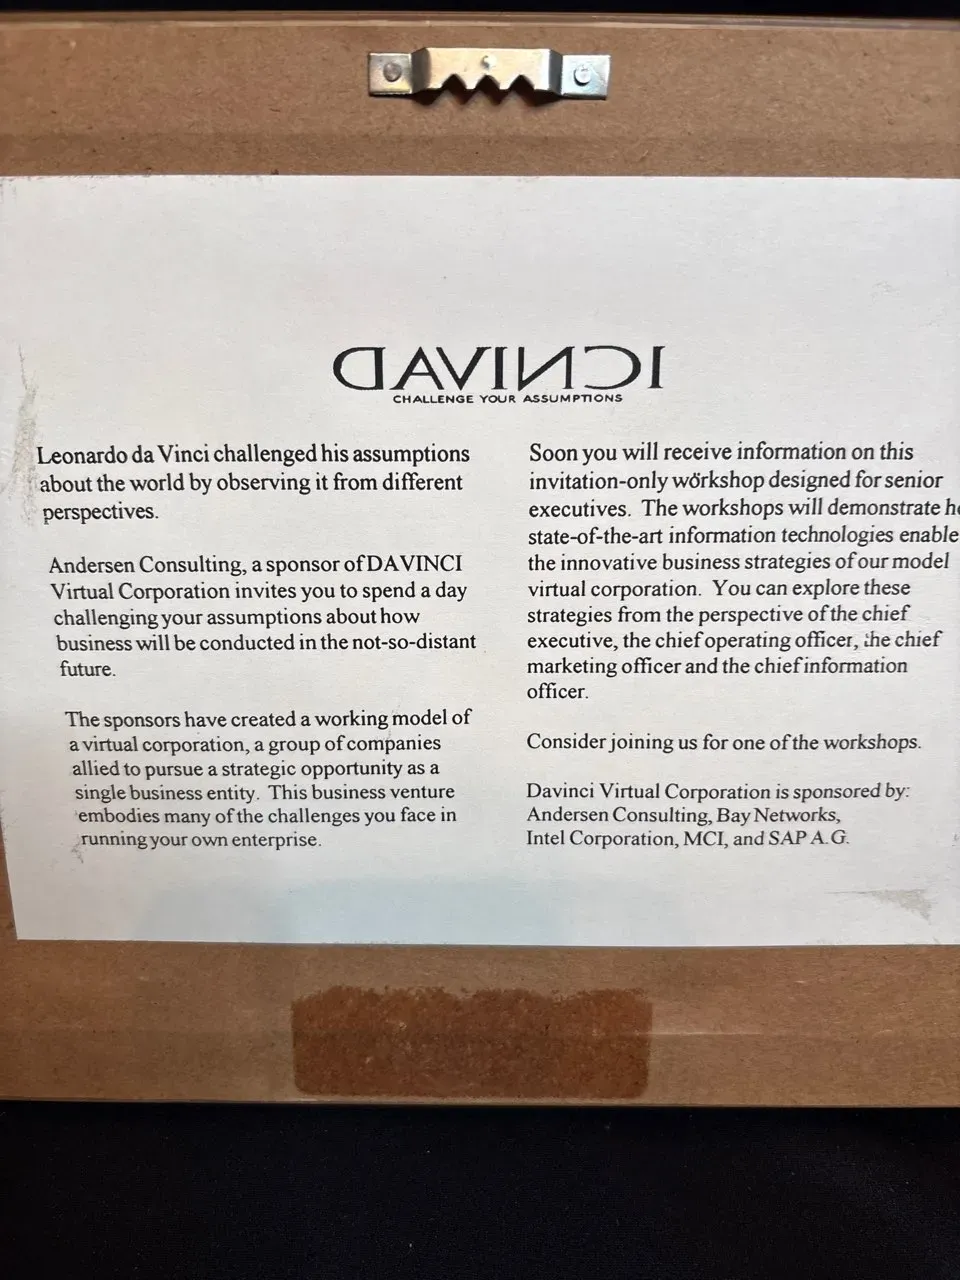 DAVINCI
CHALLENGE YOUR ASSUMPTIONS
Leonardo da Vinci challenged his assumptions
about the world by observing it from different
perspectives.
Andersen Consulting, a sponsor of DAVINCI
Virtual Corporation invites you to spend a day
challenging your assumptions about how
business will be conducted in the not-so-distant
future.
The sponsors have created a working model of
a virtual corporation, a group of companies
allied to pursue a strategic opportunity as a
single business entity. This business venture
embodies many of the challenges you face in
running your own enterprise.
Soon you will receive information on this
invitation-only workshop designed for senior
executives. The workshops will demonstrate
state-of-the-art information technologies enable
the innovative business strategies of our model
virtual corporation. You can explore these
strategies from the perspective of the chief
executive, the chief operating officer, the chief
marketing officer and the chief information
officer.
Consider joining us for one of the workshops.
Davinci Virtual Corporation is sponsored by:
Andersen Consulting, Bay Networks,
Intel Corporation, MCI, and SAP A.G.